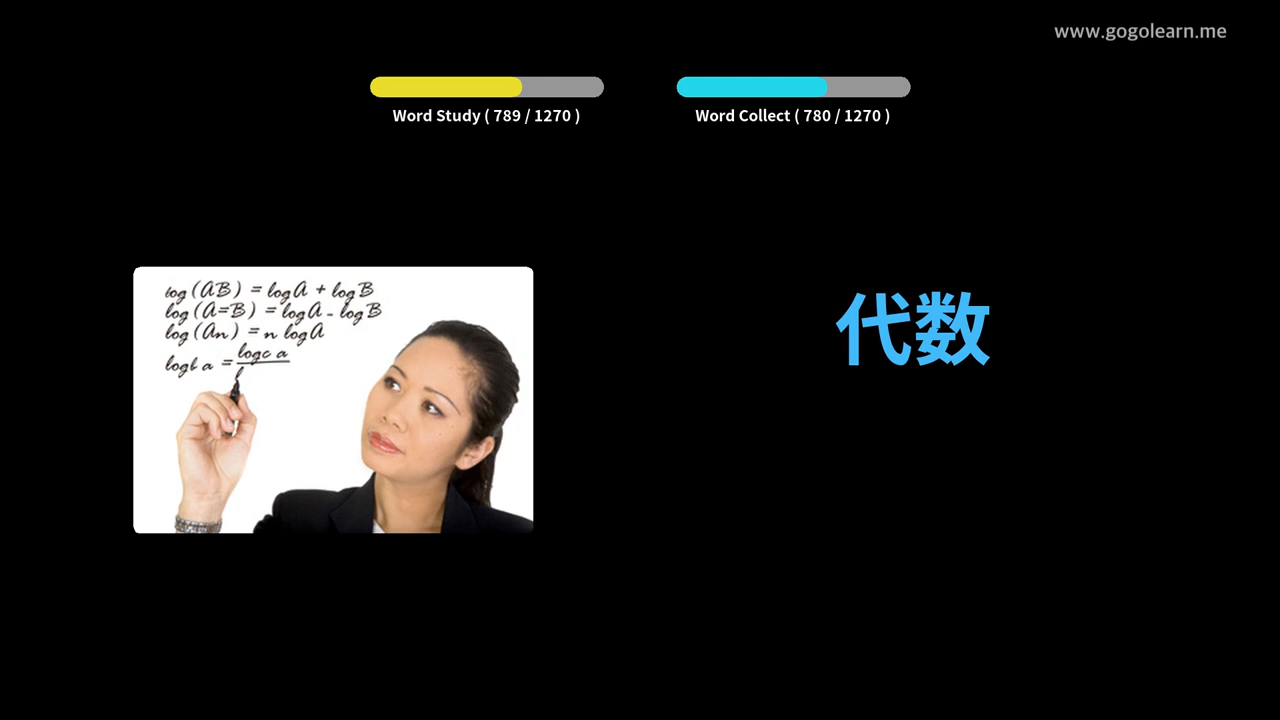 www.gogolearn.me
Word Study ( 789 / 1270 )
Word Collect ( 780 / 1270 )
log (AB) = log A + log B
log (A=B) = log A - log B
log (An) = n log A
logb a = logc a
代数